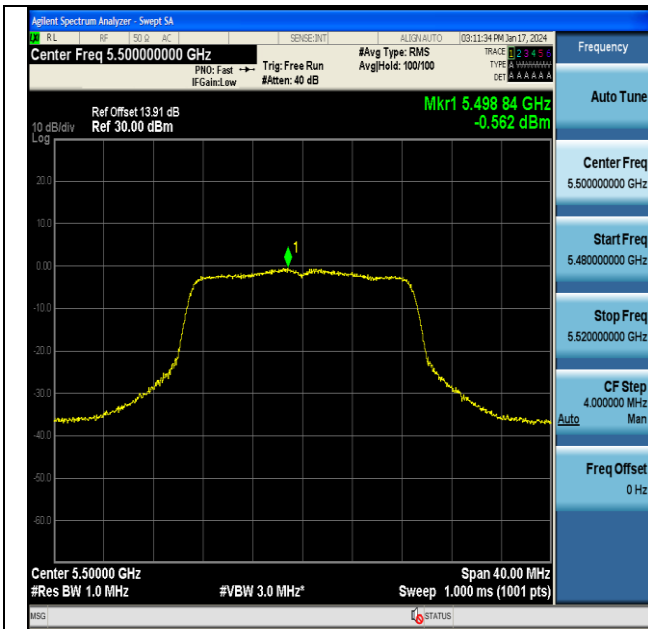 Agilent Spectrum Analyzer - Swept SA
LXI RL RF 50 Ω AC SENSE:INT ALIGN AUTO 03:11:34 PM Jan 17, 2024
Center Freq 5.500000000 GHz
PNO: Fast
IFGain:Low
Trig: Free Run
#Atten: 40 dB
#Avg Type: RMS
Avg|Hold: 100/100
TRACE 1 2 3 4 5 6
TYPE A
DET A A A A A A
Frequency
Mkr1 5.498 84 GHz
-0.562 dBm
Ref Offset 13.91 dB
10 dB/div Ref 30.00 dBm
Log
20.0
10.0
0.00
-10.0
-20.0
-30.0
-40.0
-50.0
-60.0
1
Center 5.50000 GHz Span 40.00 MHz
#Res BW 1.0 MHz #VBW 3.0 MHz* Sweep 1.000 ms (1001 pts)
MSG STATUS
Auto Tune
Center Freq
5.500000000 GHz
Start Freq
5.480000000 GHz
Stop Freq
5.520000000 GHz
CF Step
4.000000 MHz
Auto Man
Freq Offset
0 Hz